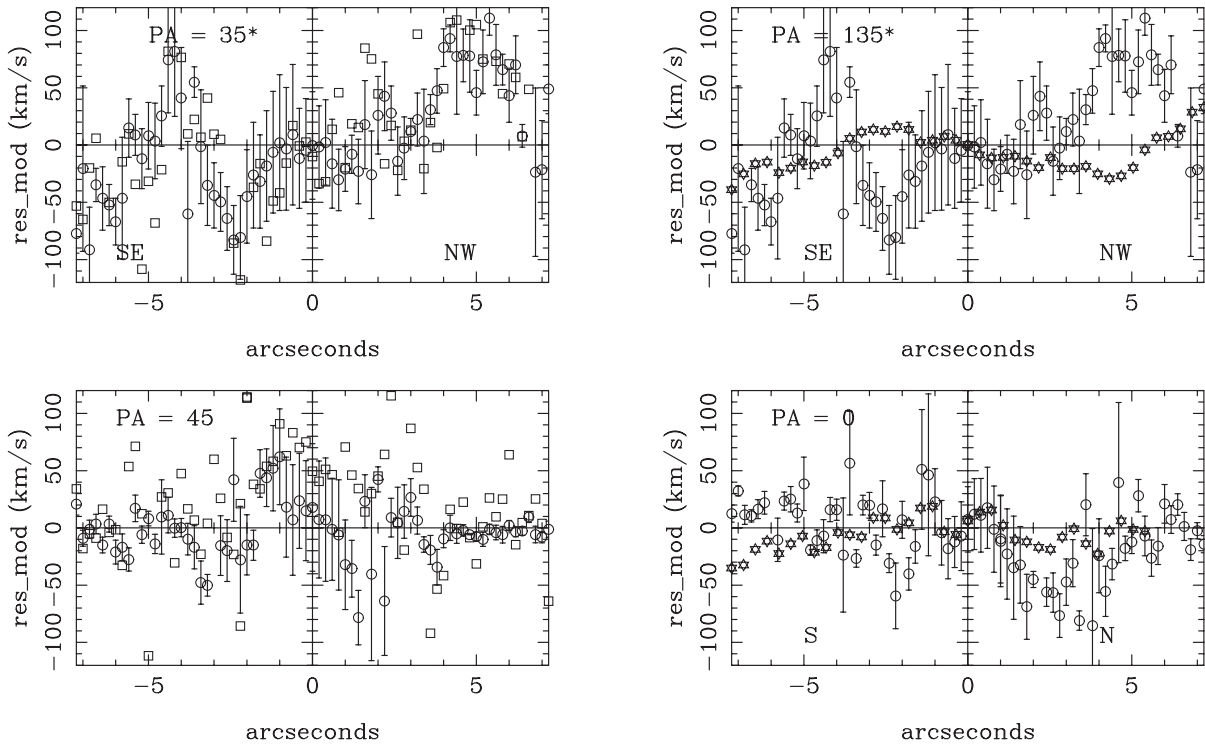 PA = 35*
res_mod (km/s)
100
50
0
−50
−100
SE
NW
−5
0
5
arcseconds
PA = 135*
res_mod (km/s)
100
50
0
−50
−100
SE
NW
−5
0
5
arcseconds
PA = 45
res_mod (km/s)
100
50
0
−50
−100
−5
0
5
arcseconds
PA = 0
res_mod (km/s)
100
50
0
−50
−100
S
N
−5
0
5
arcseconds